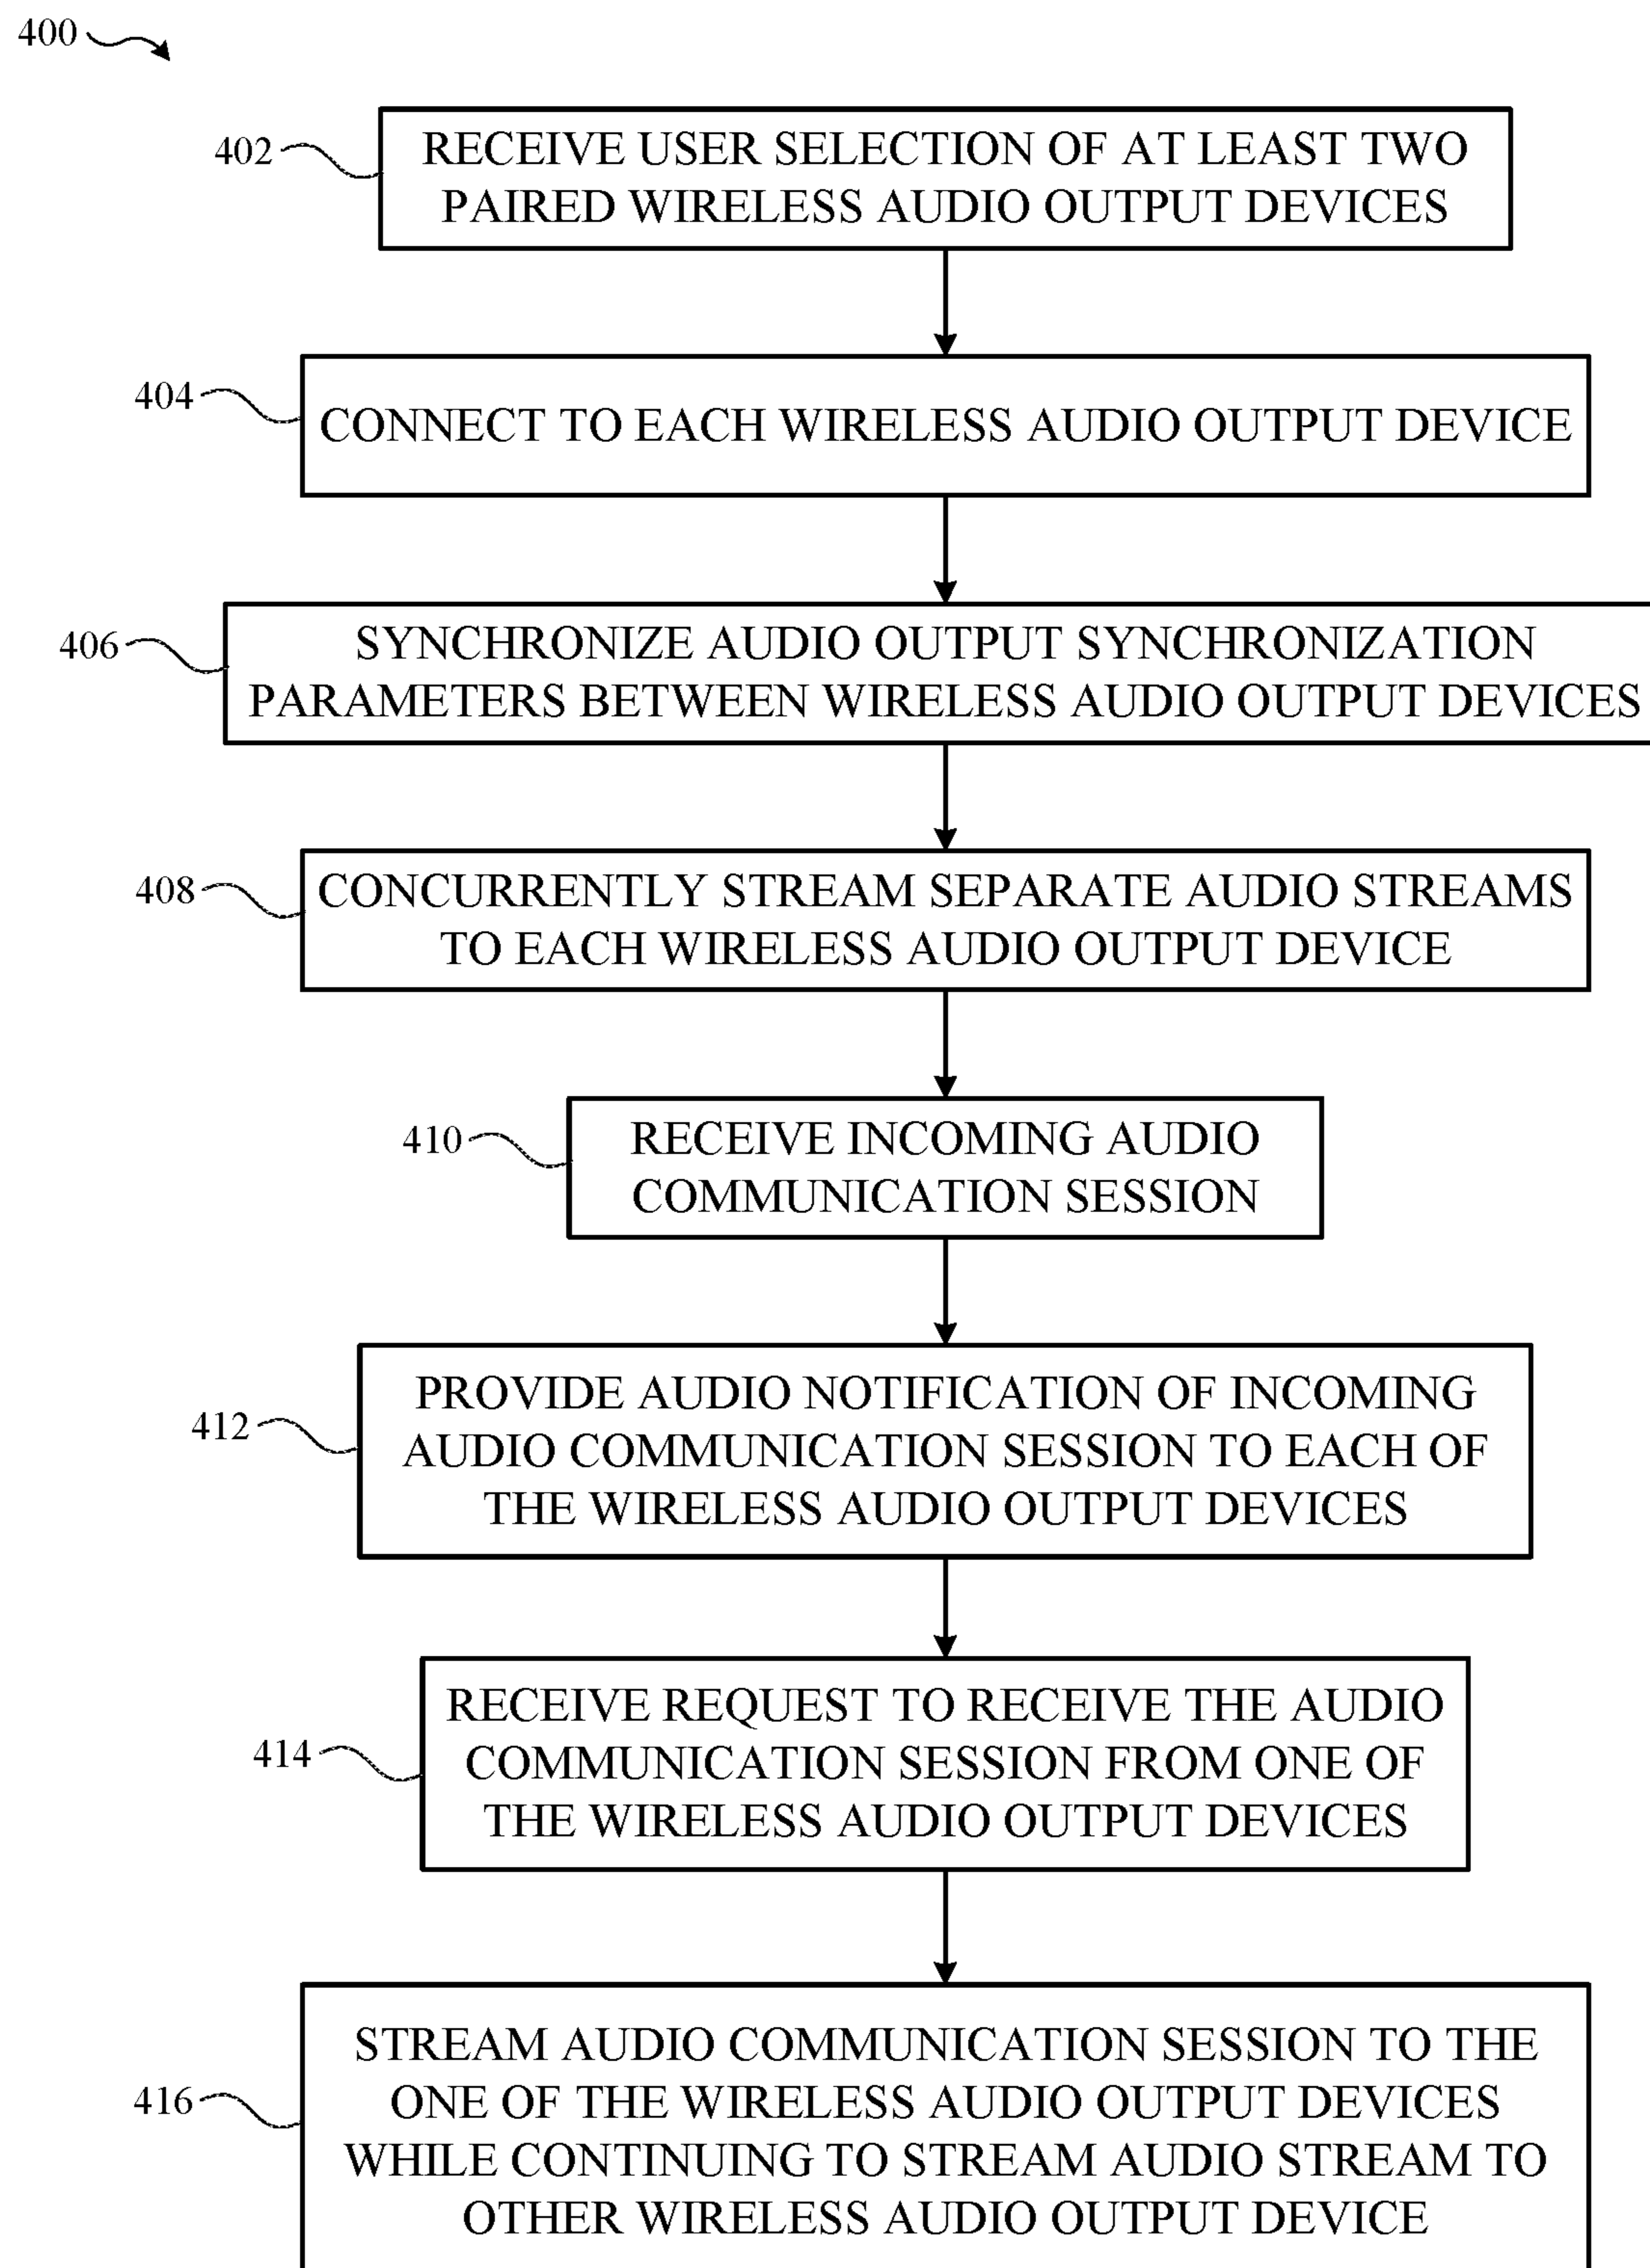 400
402
RECEIVE USER SELECTION OF AT LEAST TWO
PAIRED WIRELESS AUDIO OUTPUT DEVICES
404
CONNECT TO EACH WIRELESS AUDIO OUTPUT DEVICE
406
SYNCHRONIZE AUDIO OUTPUT SYNCHRONIZATION
PARAMETERS BETWEEN WIRELESS AUDIO OUTPUT DEVICES
408
CONCURRENTLY STREAM SEPARATE AUDIO STREAMS
TO EACH WIRELESS AUDIO OUTPUT DEVICE
410
RECEIVE INCOMING AUDIO
COMMUNICATION SESSION
412
PROVIDE AUDIO NOTIFICATION OF INCOMING
AUDIO COMMUNICATION SESSION TO EACH OF
THE WIRELESS AUDIO OUTPUT DEVICES
414
RECEIVE REQUEST TO RECEIVE THE AUDIO
COMMUNICATION SESSION FROM ONE OF
THE WIRELESS AUDIO OUTPUT DEVICES
416
STREAM AUDIO COMMUNICATION SESSION TO THE
ONE OF THE WIRELESS AUDIO OUTPUT DEVICES
WHILE CONTINUING TO STREAM AUDIO STREAM TO
OTHER WIRELESS AUDIO OUTPUT DEVICE